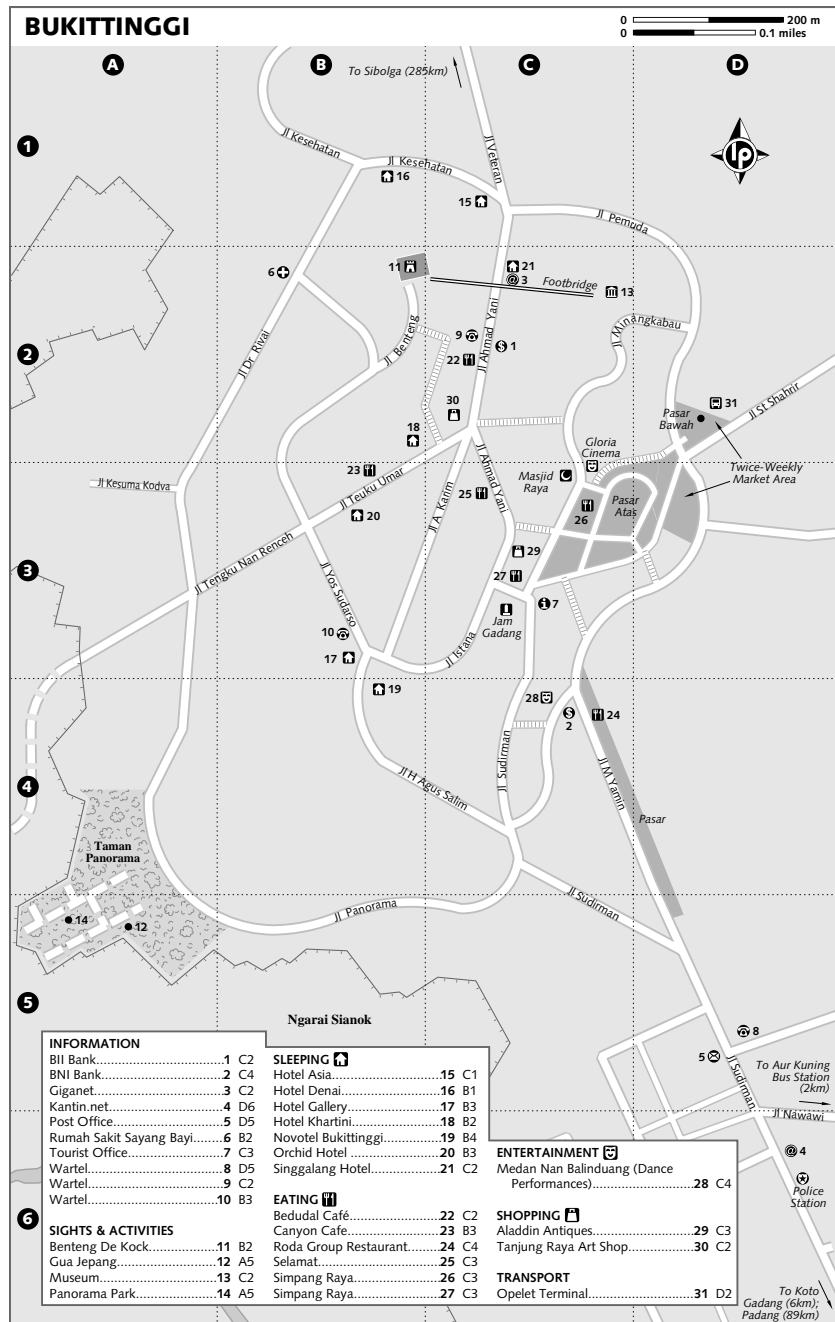 BUKITTINGGI
0 200 m
0 0.1 miles
A
B
C
D
To Sibolga (285km)
1
lp
Jl Kesehatan
Jl Kesehatan
Jl Veteran
16
15
Jl Pemuda
6
11
21
3
Footbridge
13
2
Jl Dr Rivai
Jl Benteng
9
1
Jl Ahmad Yani
22
Jl Minangkabau
30
18
31
Pasar
Bawah
Jl St Shahrir
Gloria
Cinema
Masjid
Raya
23
Jl Teuku Umar
Jl Kesuma Kodva
Twice-Weekly
Market Area
25
Jl Ahmad Yani
26
Pasar
Atas
20
Jl A Karim
3
Jl Tengku Nan Renceh
Jl Yos Sudarso
29
27
7
Jam
Gadang
10
17
Jl Istana
19
28
2
24
4
Jl H Agus Salim
Jl Sudirman
Jl M Yamin
Pasar
Taman
Panorama
14
12
Jl Panorama
Jl Sudirman
5
Ngarai Sianok
8
5
Jl Sudirman
To Aur Kuning
Bus Station
(2km)
Jl Nawawi
4
Police
Station
6
To Koto
Gadang (6km);
Padang (89km)
INFORMATION
BII Bank 1 C2
BNI Bank 2 C4
Giganet 3 C2
Kantin.net 4 D6
Post Office 5 D5
Rumah Sakit Sayang Bayi 6 B2
Tourist Office 7 C3
Wartel 8 D5
Wartel 9 C2
Wartel 10 B3
SIGHTS & ACTIVITIES
Benteng De Kock 11 B2
Gua Jepang 12 A5
Museum 13 C2
Panorama Park 14 A5
SLEEPING
Hotel Asia 15 C1
Hotel Denai 16 B1
Hotel Gallery 17 B3
Hotel Khartini 18 B2
Novotel Bukittinggi 19 B4
Orchid Hotel 20 B3
Singgalang Hotel 21 C2
EATING
Bedudal Café 22 C2
Canyon Cafe 23 B3
Roda Group Restaurant 24 C4
Selamat 25 C3
Simpang Raya 26 C3
Simpang Raya 27 C3
ENTERTAINMENT
Medan Nan Balinduang (Dance
Performances) 28 C4
SHOPPING
Aladdin Antiques 29 C3
Tanjung Raya Art Shop 30 C2
TRANSPORT
Opelet Terminal 31 D2